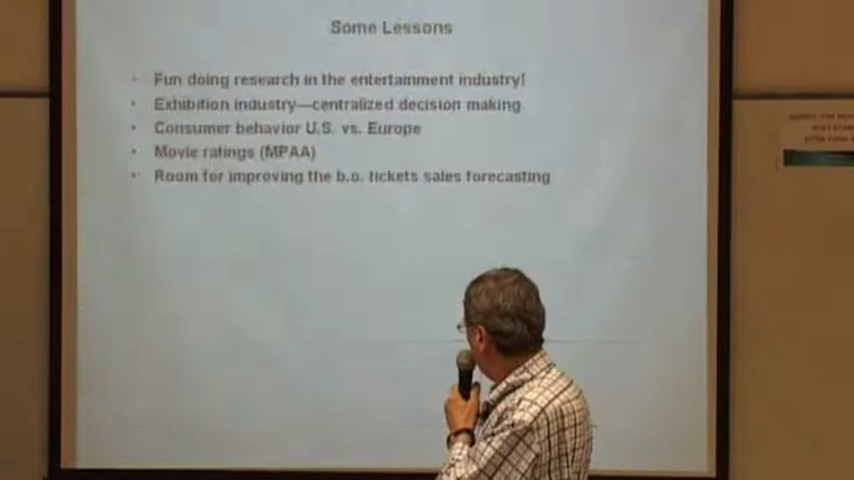 Some Lessons
• Fun doing research in the entertainment industry!
• Exhibition industry—centralized decision making
• Consumer behavior U.S. vs. Europe
• Movie ratings (MPAA)
• Room for improving the b.o. tickets sales forecasting